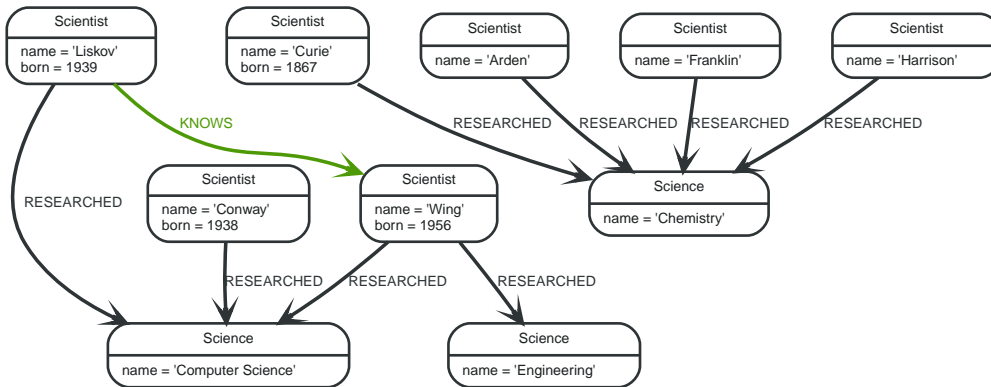 Scientist
name = 'Liskov'
born = 1939
Scientist
name = 'Curie'
born = 1867
Scientist
name = 'Arden'
Scientist
name = 'Franklin'
Scientist
name = 'Harrison'
KNOWS
RESEARCHED
RESEARCHED
RESEARCHED
RESEARCHED
RESEARCHED
Scientist
name = 'Conway'
born = 1938
Scientist
name = 'Wing'
born = 1956
Science
name = 'Chemistry'
RESEARCHED
RESEARCHED
RESEARCHED
Science
name = 'Computer Science'
Science
name = 'Engineering'